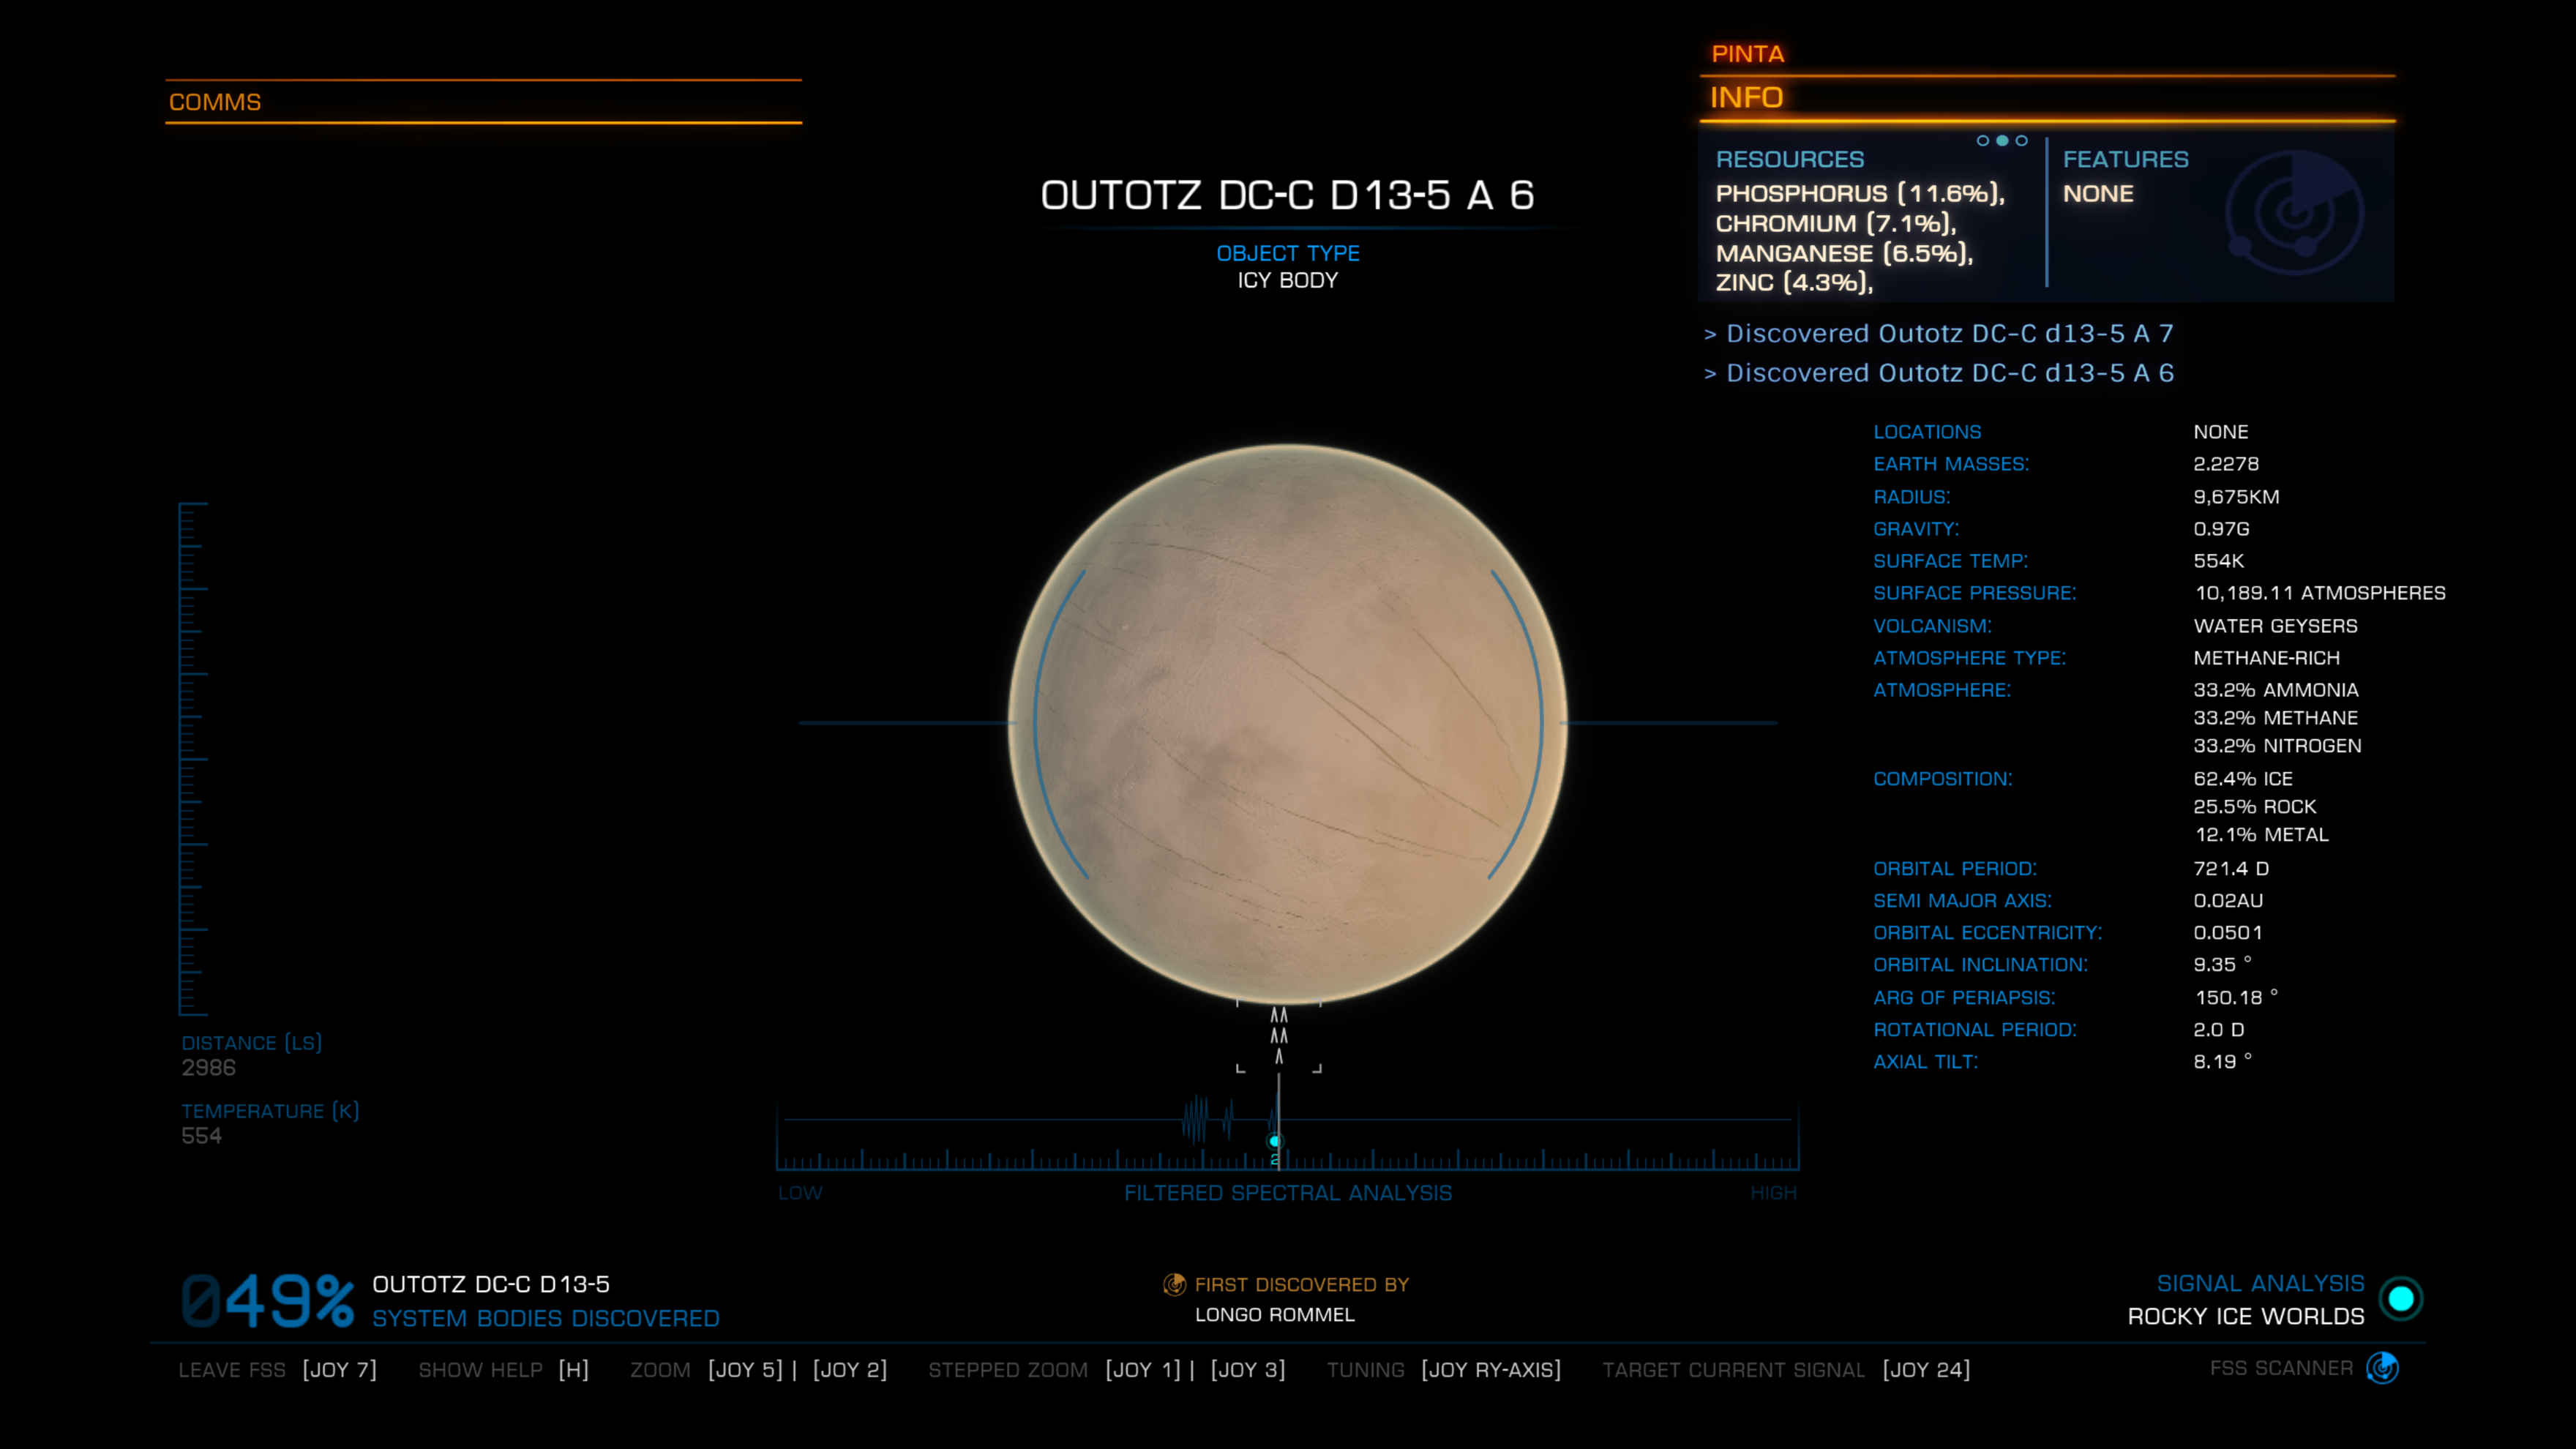 PINTA
COMMS
INFO
OUTOTZ DC-C D13-5 A 6
OBJECT TYPE
ICY BODY
RESOURCES
PHOSPHORUS (11.6%),
CHROMIUM (7.1%),
MANGANESE (6.5%),
ZINC (4.3%),
FEATURES
NONE
> Discovered Outotz DC-C d13-5 A 7
> Discovered Outotz DC-C d13-5 A 6
LOCATIONS NONE
EARTH MASSES: 2.2278
RADIUS: 9,675KM
GRAVITY: 0.97G
SURFACE TEMP: 554K
SURFACE PRESSURE: 10,189.11 ATMOSPHERES
VOLCANISM: WATER GEYSERS
ATMOSPHERE TYPE: METHANE-RICH
ATMOSPHERE: 33.2% AMMONIA
33.2% METHANE
33.2% NITROGEN
COMPOSITION: 62.4% ICE
25.5% ROCK
12.1% METAL
ORBITAL PERIOD: 721.4 D
SEMI MAJOR AXIS: 0.02AU
ORBITAL ECCENTRICITY: 0.0501
ORBITAL INCLINATION: 9.35 °
ARG OF PERIAPSIS: 150.18 °
ROTATIONAL PERIOD: 2.0 D
AXIAL TILT: 8.19 °
DISTANCE (LS)
2986
TEMPERATURE (K)
554
2
LOW FILTERED SPECTRAL ANALYSIS HIGH
049% OUTOTZ DC-C D13-5
SYSTEM BODIES DISCOVERED
FIRST DISCOVERED BY
LONGO ROMMEL
SIGNAL ANALYSIS
ROCKY ICE WORLDS
LEAVE FSS [JOY 7] SHOW HELP [H] ZOOM [JOY 5] | [JOY 2] STEPPED ZOOM [JOY 1] | [JOY 3] TUNING [JOY RY-AXIS] TARGET CURRENT SIGNAL [JOY 24] FSS SCANNER